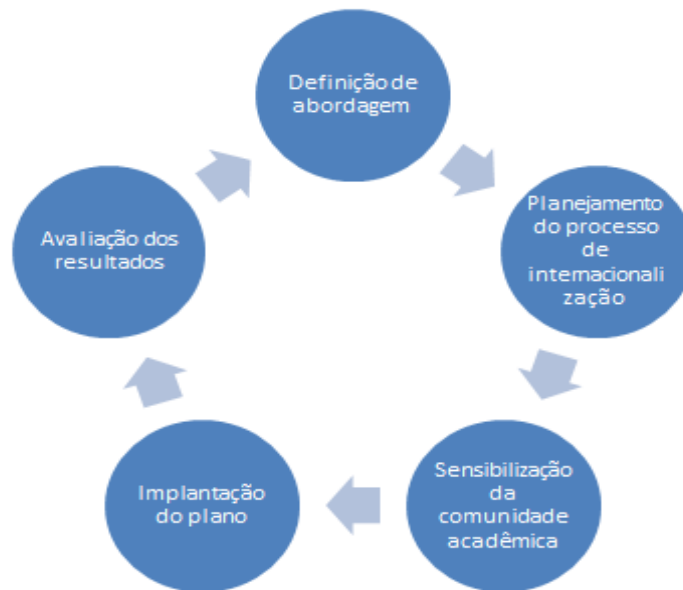 Definição de
abordagem
Planejamento
do processo
de
internacionali
zação
Sensibilização
da
comunidade
acadêmica
Implantação
do plano
Avaliação dos
resultados